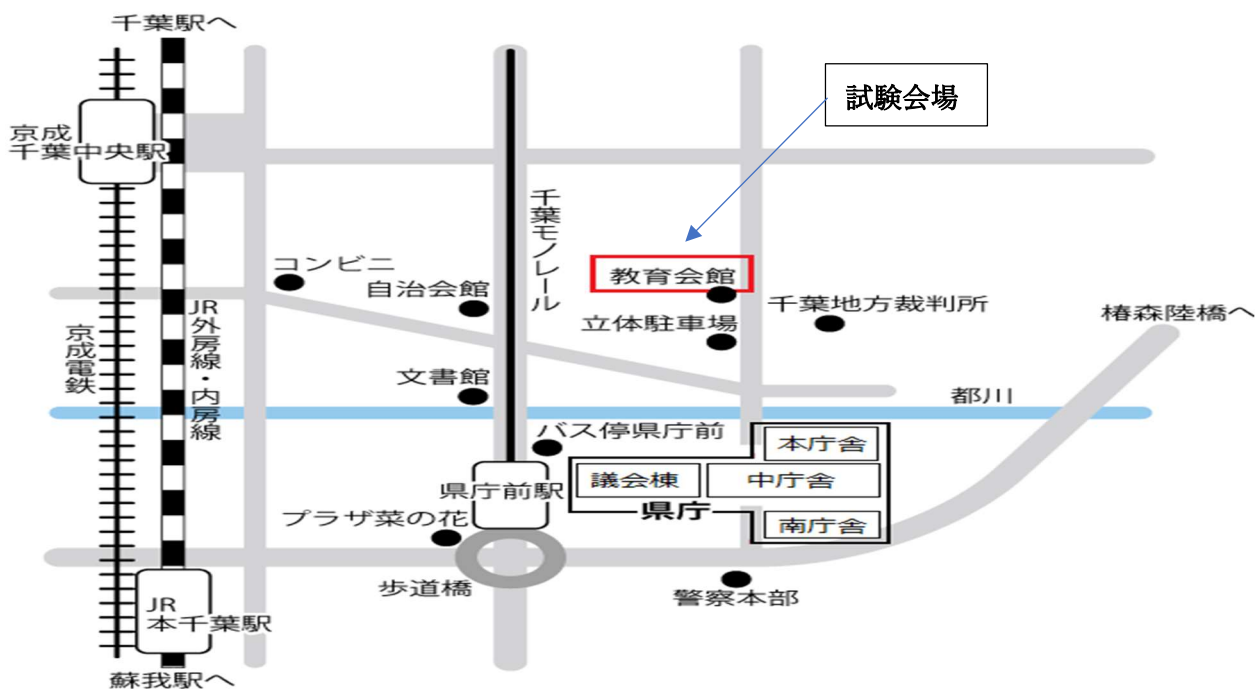 千葉駅へ
試験会場
京成
千葉中央駅
千葉モノレール
コンビニ
自治会館
教育会館
立体駐車場
千葉地方裁判所
椿森陸橋へ
JR外房線・内房線
京成電鉄
文書館
都川
バス停県庁前
本庁舎
議会棟
中庁舎
県庁前駅
県庁
南庁舎
プラザ菜の花
歩道橋
警察本部
JR
本千葉駅
蘇我駅へ